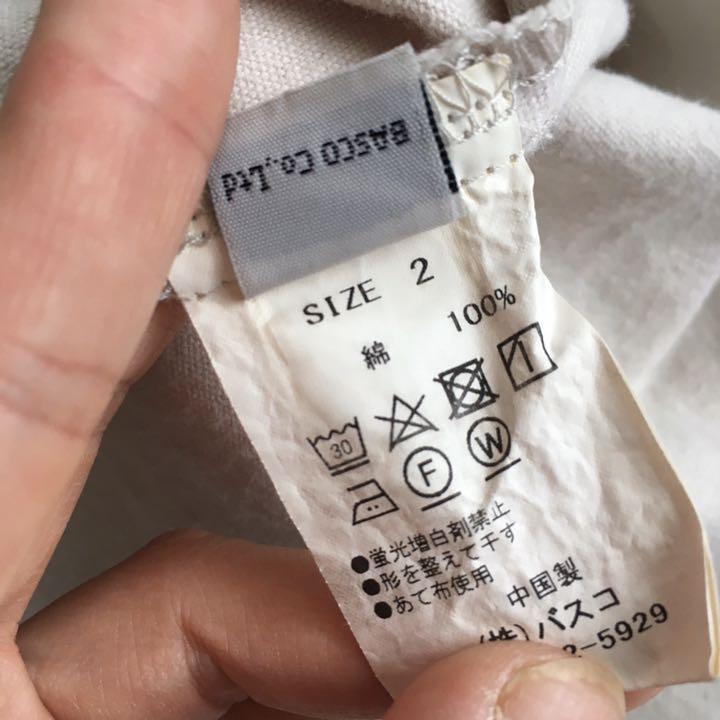 BASCO Co.,Ltd
SIZE 2
綿 100%
30
F W
●蛍光増白剤禁止
●形を整えて干す
●あて布使用
中国製
(株)バスコ
-5929